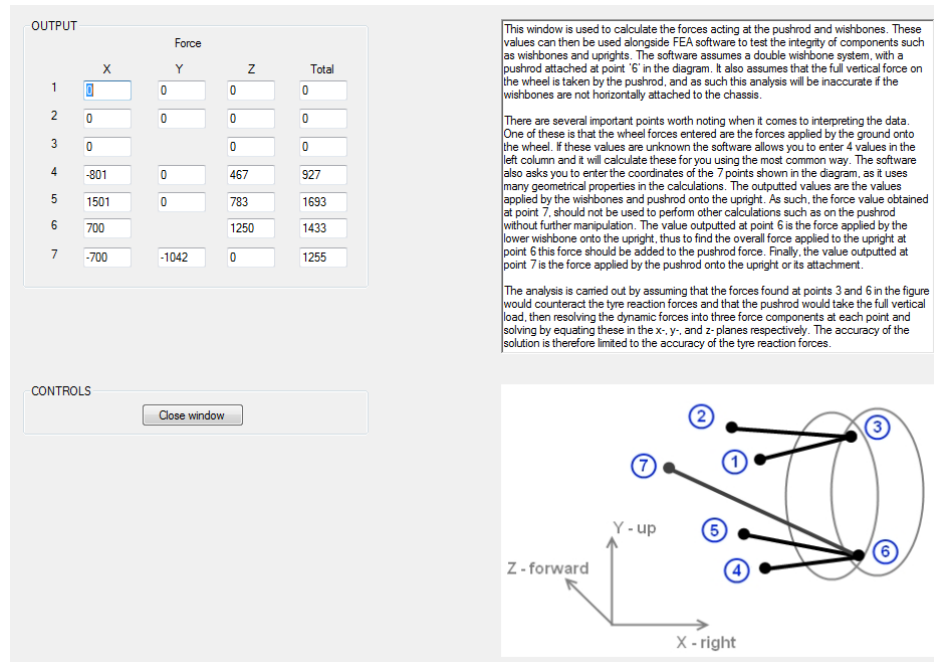 OUTPUT
Force
X Y Z Total
1 0 0 0 0
2 0 0 0 0
3 0 0 0
4 -801 0 467 927
5 1501 0 783 1693
6 700 1250 1433
7 -700 -1042 0 1255
This window is used to calculate the forces acting at the pushrod and wishbones. These
values can then be used alongside FEA software to test the integrity of components such
as wishbones and uprights. The software assumes a double wishbone system, with a
pushrod attached at point '6' in the diagram. It also assumes that the full vertical force on
the wheel is taken by the pushrod, and as such this analysis will be inaccurate if the
wishbones are not horizontally attached to the chassis.
There are several important points worth noting when it comes to interpreting the data.
One of these is that the wheel forces entered are the forces applied by the ground onto
the wheel. If these values are unknown the software allows you to enter 4 values in the
left column and it will calculate these for you using the most common way. The software
also asks you to enter the coordinates of the 7 points shown in the diagram, as it uses
many geometrical properties in the calculations. The outputted values are the values
applied by the wishbones and pushrod onto the upright. As such, the force value obtained
at point 7, should not be used to perform other calculations such as on the pushrod
without further manipulation. The value outputted at point 6 is the force applied by the
lower wishbone onto the upright, thus to find the overall force applied to the upright at
point 6 this force should be added to the pushrod force. Finally, the value outputted at
point 7 is the force applied by the pushrod onto the upright or its attachment.
The analysis is carried out by assuming that the forces found at points 3 and 6 in the figure
would counteract the tyre reaction forces and that the pushrod would take the full vertical
load, then resolving the dynamic forces into three force components at each point and
solving by equating these in the x-, y-, and z- planes respectively. The accuracy of the
solution is therefore limited to the accuracy of the tyre reaction forces.
CONTROLS
Close window
2
3
1
7
5
6
4
Y - up
Z - forward
X - right